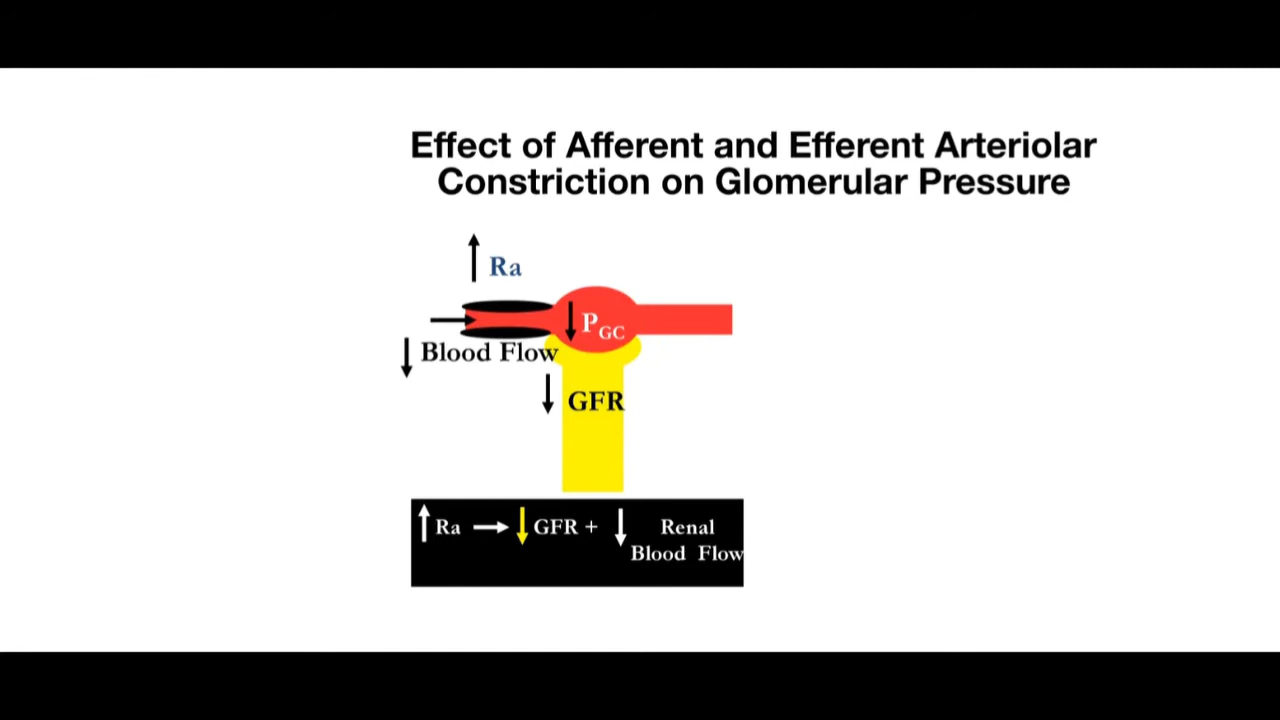 Effect of Afferent and Efferent Arteriolar
Constriction on Glomerular Pressure
Ra
PGC
Blood Flow
GFR
Ra GFR + Renal
Blood Flow